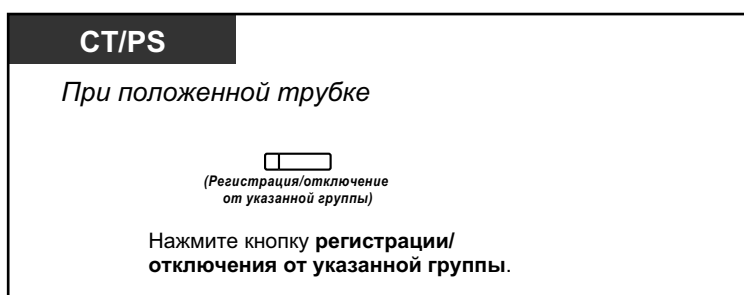 CT/PS
При положенной трубке
(Регистрация/отключение
от указанной группы)
Нажмите кнопку регистрации/
отключения от указанной группы.